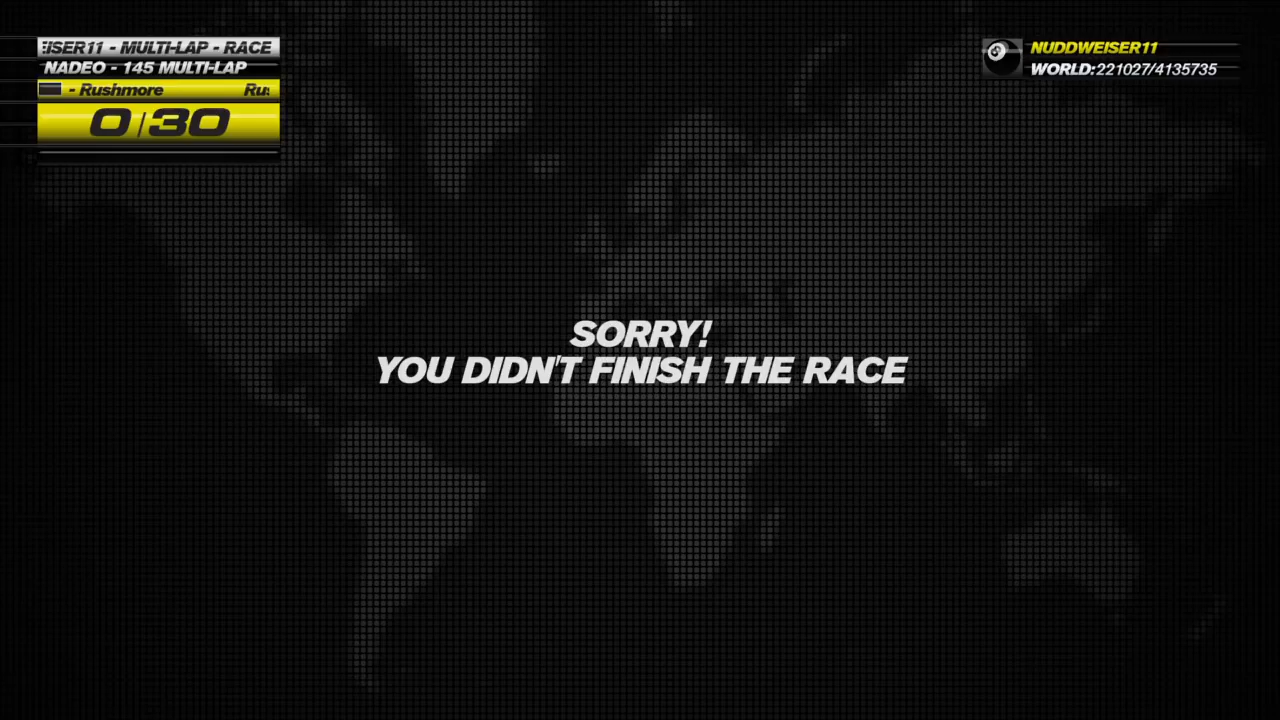 ISER11 - MULTI-LAP - RACE
NADEO - 145 MULTI-LAP
- Rushmore Rus
0/30
NUDDWEISER11
WORLD:221027/4135735
SORRY!
YOU DIDN'T FINISH THE RACE